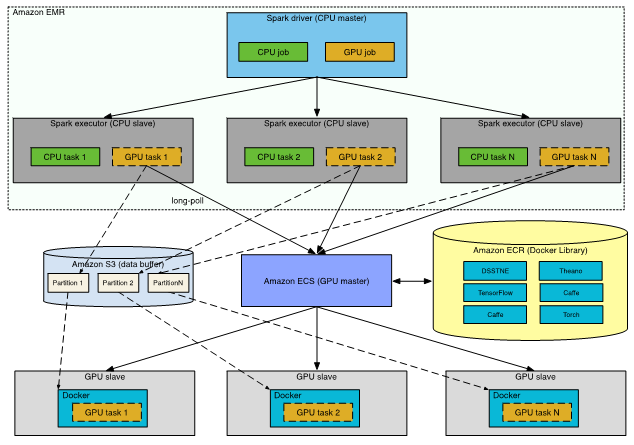 Amazon EMR
Spark driver (CPU master)
CPU job
GPU job
Spark executor (CPU slave)
CPU task 1
GPU task 1
Spark executor (CPU slave)
CPU task 2
GPU task 2
Spark executor (CPU slave)
CPU task N
GPU task N
long-poll
Amazon S3 (data buffer)
Partition 1
Partition 2
PartitionN
Amazon ECS (GPU master)
Amazon ECR (Docker Library)
DSSTNE
Theano
TensorFlow
Caffe
Caffe
Torch
GPU slave
Docker
GPU task 1
GPU slave
Docker
GPU task 2
GPU slave
Docker
GPU task N